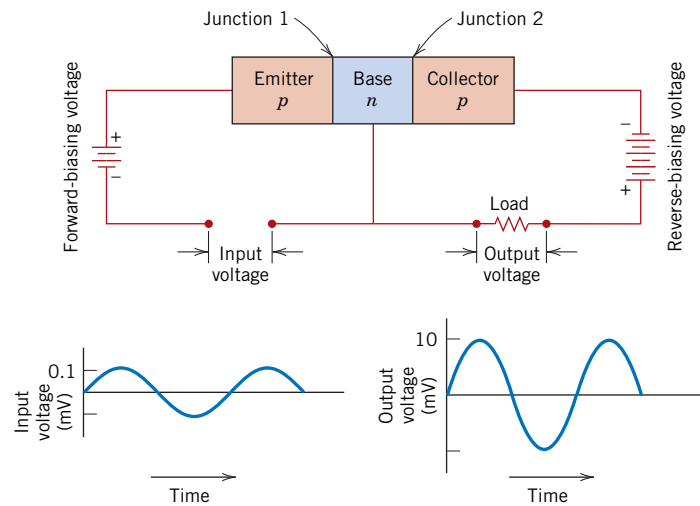 Junction 1
Junction 2
Emitter
p
Base
n
Collector
p
Forward-biasing voltage
+
−
Reverse-biasing voltage
−
+
Input
voltage
Load
Output
voltage
0.1
Input
voltage
(mV)
Time
10
Output
voltage
(mV)
Time